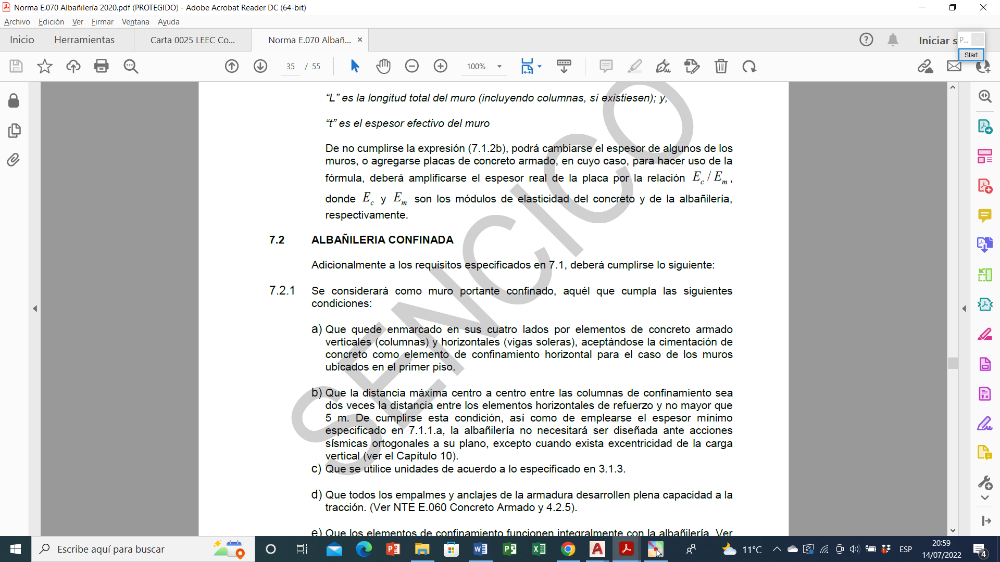 Norma E.070 Albañilería 2020.pdf (PROTEGIDO) - Adobe Acrobat Reader DC (64-bit)
Archivo Edición Ver Firmar Ventana Ayuda
Inicio Herramientas Carta 0025 LEEC Co... Norma E.070 Albañ... × Iniciar s P...
Start
35 / 55 100%
“L” es la longitud total del muro (incluyendo columnas, sí existiesen); y,
“t” es el espesor efectivo del muro
De no cumplirse la expresión (7.1.2b), podrá cambiarse el espesor de algunos de los
muros, o agregarse placas de concreto armado, en cuyo caso, para hacer uso de la
fórmula, deberá amplificarse el espesor real de la placa por la relación E_c / E_m ,
donde E_c y E_m son los módulos de elasticidad del concreto y de la albañilería,
respectivamente.
7.2 ALBAÑILERIA CONFINADA
Adicionalmente a los requisitos especificados en 7.1, deberá cumplirse lo siguiente:
7.2.1 Se considerará como muro portante confinado, aquél que cumpla las siguientes
condiciones:
a) Que quede enmarcado en sus cuatro lados por elementos de concreto armado
verticales (columnas) y horizontales (vigas soleras), aceptándose la cimentación de
concreto como elemento de confinamiento horizontal para el caso de los muros
ubicados en el primer piso.
b) Que la distancia máxima centro a centro entre las columnas de confinamiento sea
dos veces la distancia entre los elementos horizontales de refuerzo y no mayor que
5 m. De cumplirse esta condición, así como de emplearse el espesor mínimo
especificado en 7.1.1.a, la albañilería no necesitará ser diseñada ante acciones
sísmicas ortogonales a su plano, excepto cuando exista excentricidad de la carga
vertical (ver el Capítulo 10).
c) Que se utilice unidades de acuerdo a lo especificado en 3.1.3.
d) Que todos los empalmes y anclajes de la armadura desarrollen plena capacidad a la
tracción. (Ver NTE E.060 Concreto Armado y 4.2.5).
e) Que los elementos de confinamiento funcionen integralmente con la albañilería. Ver
SENCICO
Escribe aquí para buscar
11°C ESP 20:59
14/07/2022 4